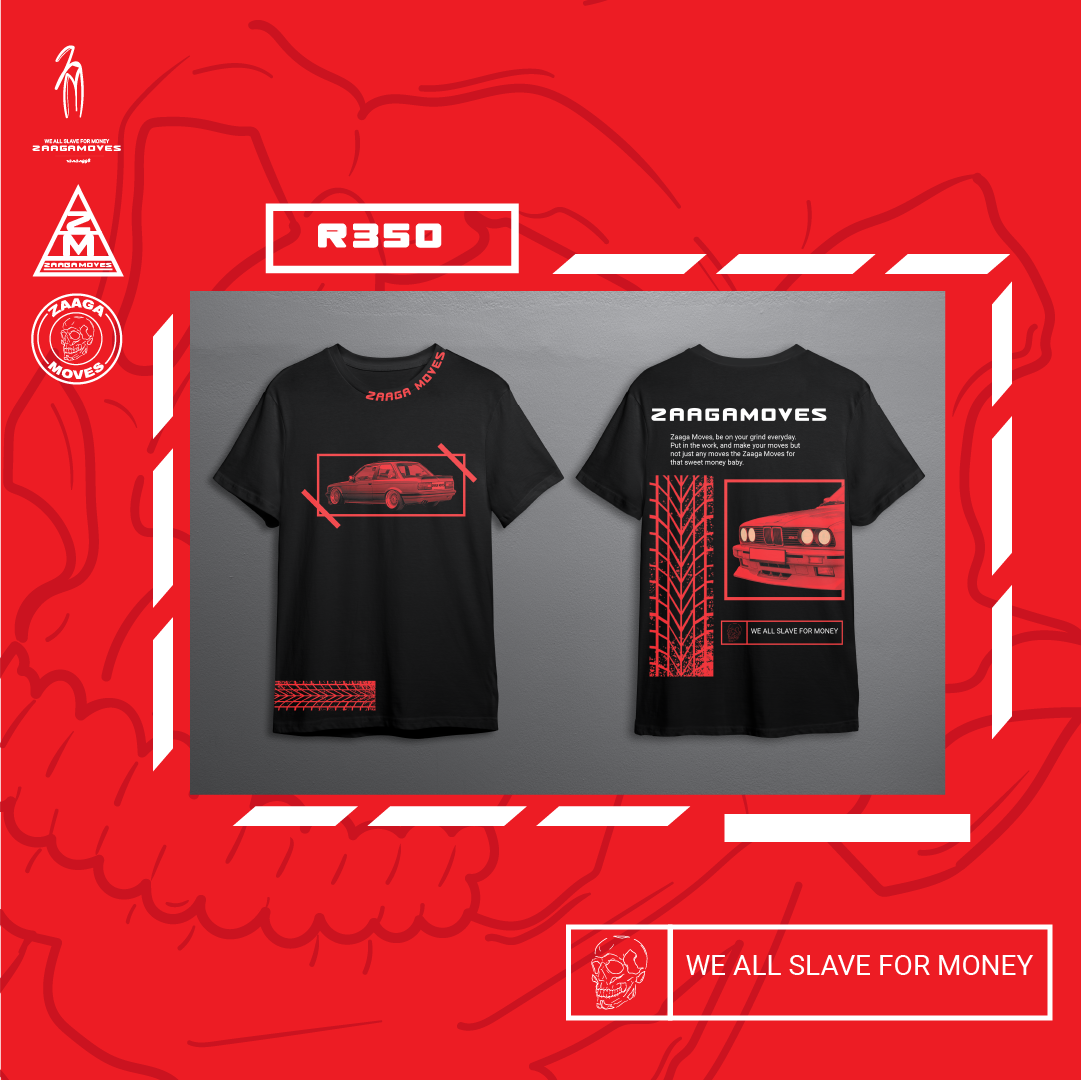 WE ALL SLAVE FOR MONEY
ZAAGAMOVES
ZM
ZAAGA MOVES
ZAAGA
MOVES
R350
ZAAGA MOVES
ZAAGAMOVES
Zaaga Moves, be on your grind everyday.
Put in the work, and make your moves but
not just any moves the Zaaga Moves for
that sweet money baby.
WE ALL SLAVE FOR MONEY
WE ALL SLAVE FOR MONEY